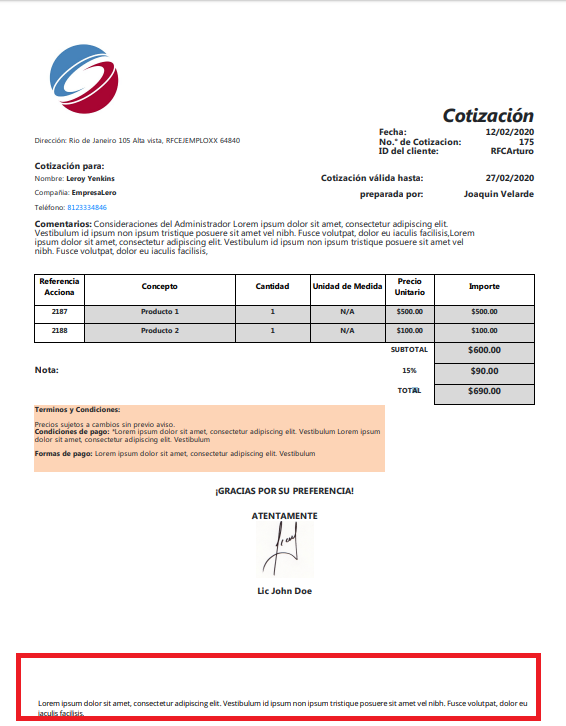 Cotización
Fecha: 12/02/2020
No.° de Cotizacion: 175
ID del cliente: RFCArturo
Dirección: Rio de Janeiro 105 Alta vista, RFCEJEMPLOXX 64840
Cotización para:
Nombre: Leroy Yenkins
Cotización válida hasta: 27/02/2020
Compañia: EmpresaLero
preparada por: Joaquin Velarde
Teléfono: 8123334846
Comentarios: Consideraciones del Administrador Lorem ipsum dolor sit amet, consectetur adipiscing elit.
Vestibulum id ipsum non ipsum tristique posuere sit amet vel nibh. Fusce volutpat, dolor eu iaculis facilisis,Lorem
ipsum dolor sit amet, consectetur adipiscing elit. Vestibulum id ipsum non ipsum tristique posuere sit amet vel
nibh. Fusce volutpat, dolor eu iaculis facilisis,
Referencia Acciona Concepto Cantidad Unidad de Medida Precio Unitario Importe
2187 Producto 1 1 N/A $500.00 $500.00
2188 Producto 2 1 N/A $100.00 $100.00
SUBTOTAL $600.00
Nota: 15% $90.00
TOTAL $690.00
Terminos y Condiciones:
Precios sujetos a cambios sin previo aviso.
Condiciones de pago: *Lorem ipsum dolor sit amet, consectetur adipiscing elit. Vestibulum Lorem ipsum
dolor sit amet, consectetur adipiscing elit. Vestibulum
Formas de pago: Lorem ipsum dolor sit amet, consectetur adipiscing elit. Vestibulum
¡GRACIAS POR SU PREFERENCIA!
ATENTAMENTE
Lic John Doe
Lorem ipsum dolor sit amet, consectetur adipiscing elit. Vestibulum id ipsum non ipsum tristique posuere sit amet vel nibh. Fusce volutpat, dolor eu
iaculis facilisis,